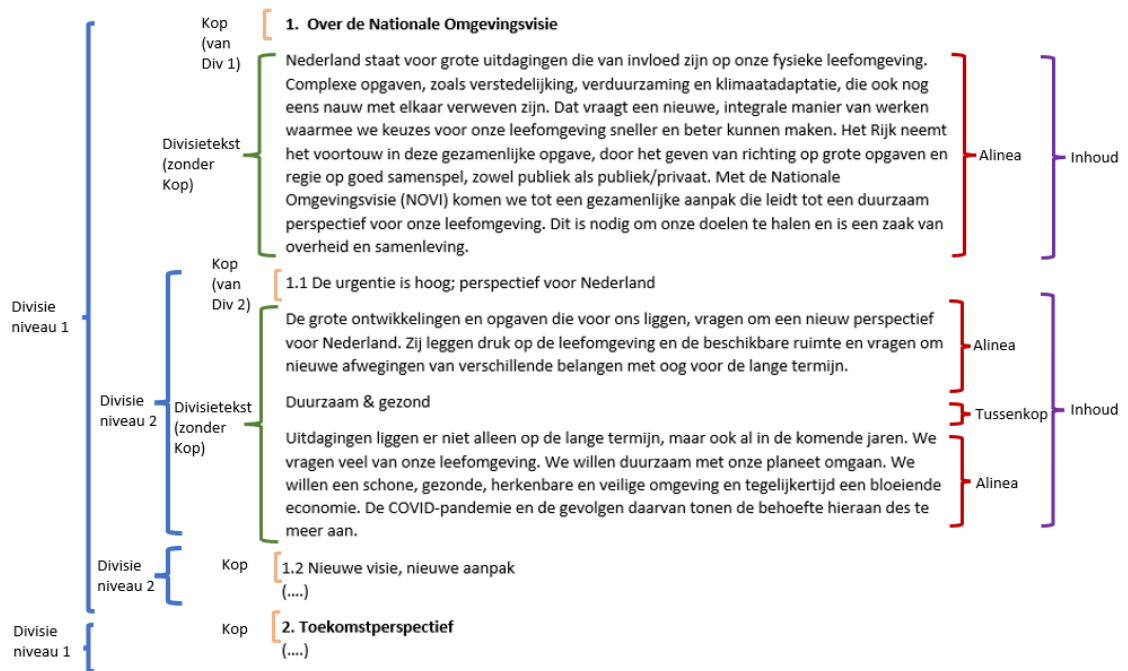 Kop
(van
Div 1)
1. Over de Nationale Omgevingsvisie
Nederland staat voor grote uitdagingen die van invloed zijn op onze fysieke leefomgeving.
Complexe opgaven, zoals verstedelijking, verduurzaming en klimaatadaptatie, die ook nog
eens nauw met elkaar verweven zijn. Dat vraagt een nieuwe, integrale manier van werken
waarmee we keuzes voor onze leefomgeving sneller en beter kunnen maken. Het Rijk neemt
het voortouw in deze gezamenlijke opgave, door het geven van richting op grote opgaven en
regie op goed samenspel, zowel publiek als publiek/privaat. Met de Nationale
Omgevingsvisie (NOVI) komen we tot een gezamenlijke aanpak die leidt tot een duurzaam
perspectief voor onze leefomgeving. Dit is nodig om onze doelen te halen en is een zaak van
overheid en samenleving.
Divisietekst
(zonder
Kop)
Alinea
Inhoud
Kop
(van
Div 2)
1.1 De urgentie is hoog; perspectief voor Nederland
Divisie
niveau 1
De grote ontwikkelingen en opgaven die voor ons liggen, vragen om een nieuw perspectief
voor Nederland. Zij leggen druk op de leefomgeving en de beschikbare ruimte en vragen om
nieuwe afwegingen van verschillende belangen met oog voor de lange termijn.
Alinea
Divisie
niveau 2
Divisietekst
(zonder
Kop)
Duurzaam & gezond
Tussenkop
Inhoud
Uitdagingen liggen er niet alleen op de lange termijn, maar ook al in de komende jaren. We
vragen veel van onze leefomgeving. We willen duurzaam met onze planeet omgaan. We
willen een schone, gezonde, herkenbare en veilige omgeving en tegelijkertijd een bloeiende
economie. De COVID-pandemie en de gevolgen daarvan tonen de behoefte hieraan des te
meer aan.
Alinea
Divisie
niveau 2
Kop
1.2 Nieuwe visie, nieuwe aanpak
(....)
Divisie
niveau 1
Kop
2. Toekomstperspectief
(....)